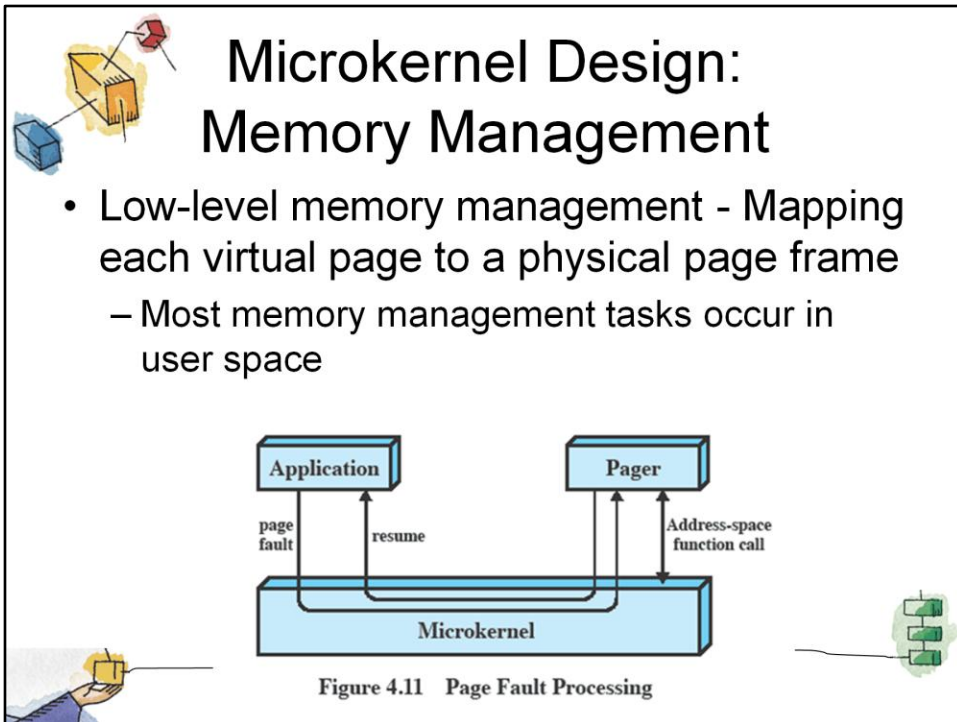 Microkernel Design:
Memory Management
• Low-level memory management - Mapping
each virtual page to a physical page frame
– Most memory management tasks occur in
user space
Application
Pager
page
fault
resume
Address-space
function call
Microkernel
Figure 4.11 Page Fault Processing